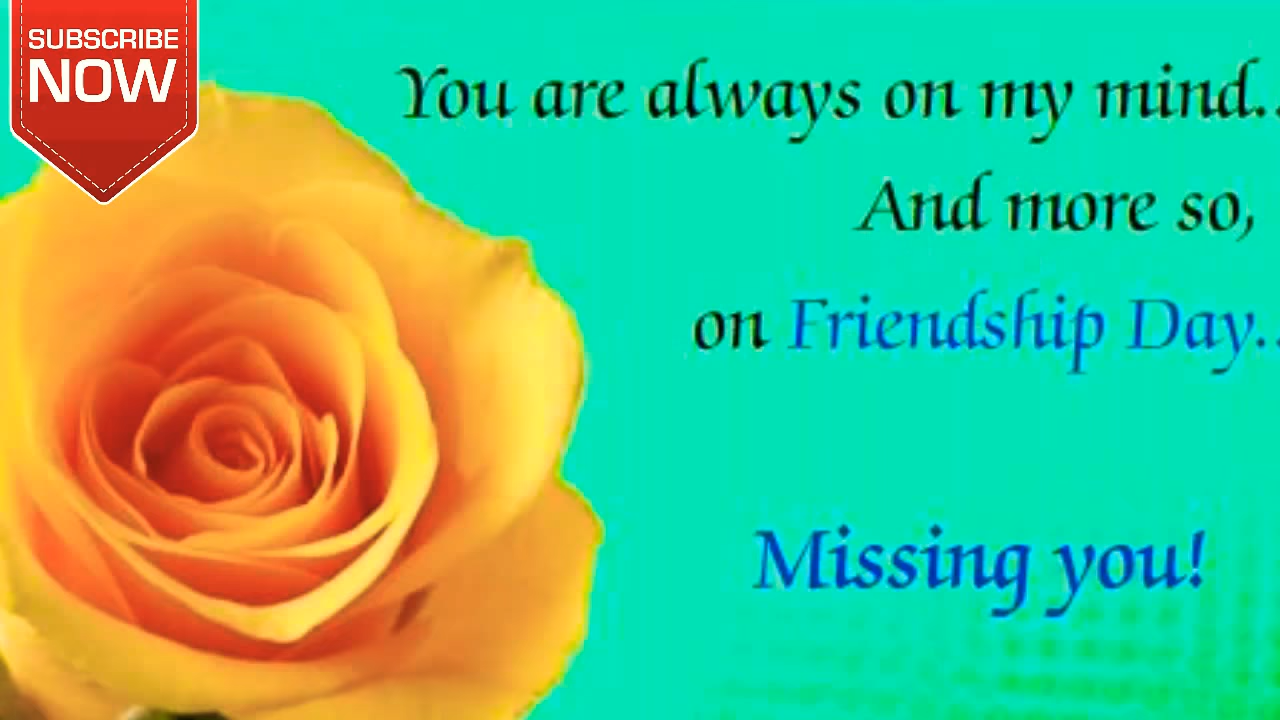 SUBSCRIBE
NOW
You are always on my mind..
And more so,
on Friendship Day..
Missing you!